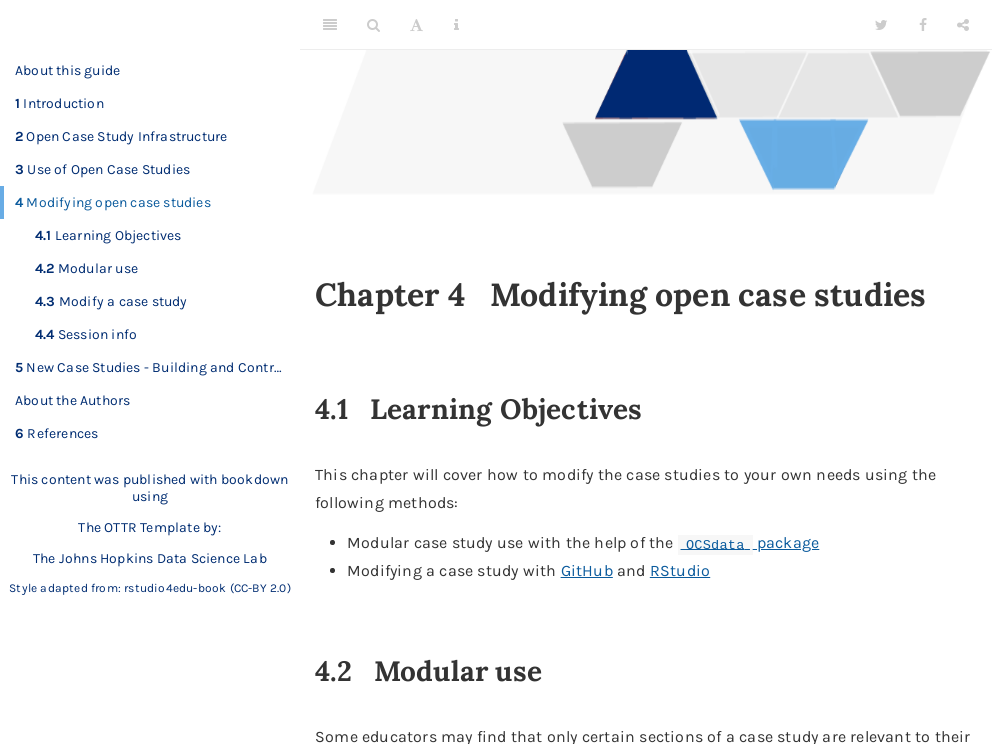 About this guide
1 Introduction
2 Open Case Study Infrastructure
3 Use of Open Case Studies
4 Modifying open case studies
4.1 Learning Objectives
4.2 Modular use
4.3 Modify a case study
4.4 Session info
5 New Case Studies - Building and Contr…
About the Authors
6 References
This content was published with bookdown
using
The OTTR Template by:
The Johns Hopkins Data Science Lab
Style adapted from: rstudio4edu-book (CC-BY 2.0)
A
Chapter 4 Modifying open case studies
4.1 Learning Objectives
This chapter will cover how to modify the case studies to your own needs using the
following methods:
• Modular case study use with the help of the OCSdata package
• Modifying a case study with GitHub and RStudio
4.2 Modular use
Some educators may find that only certain sections of a case study are relevant to their